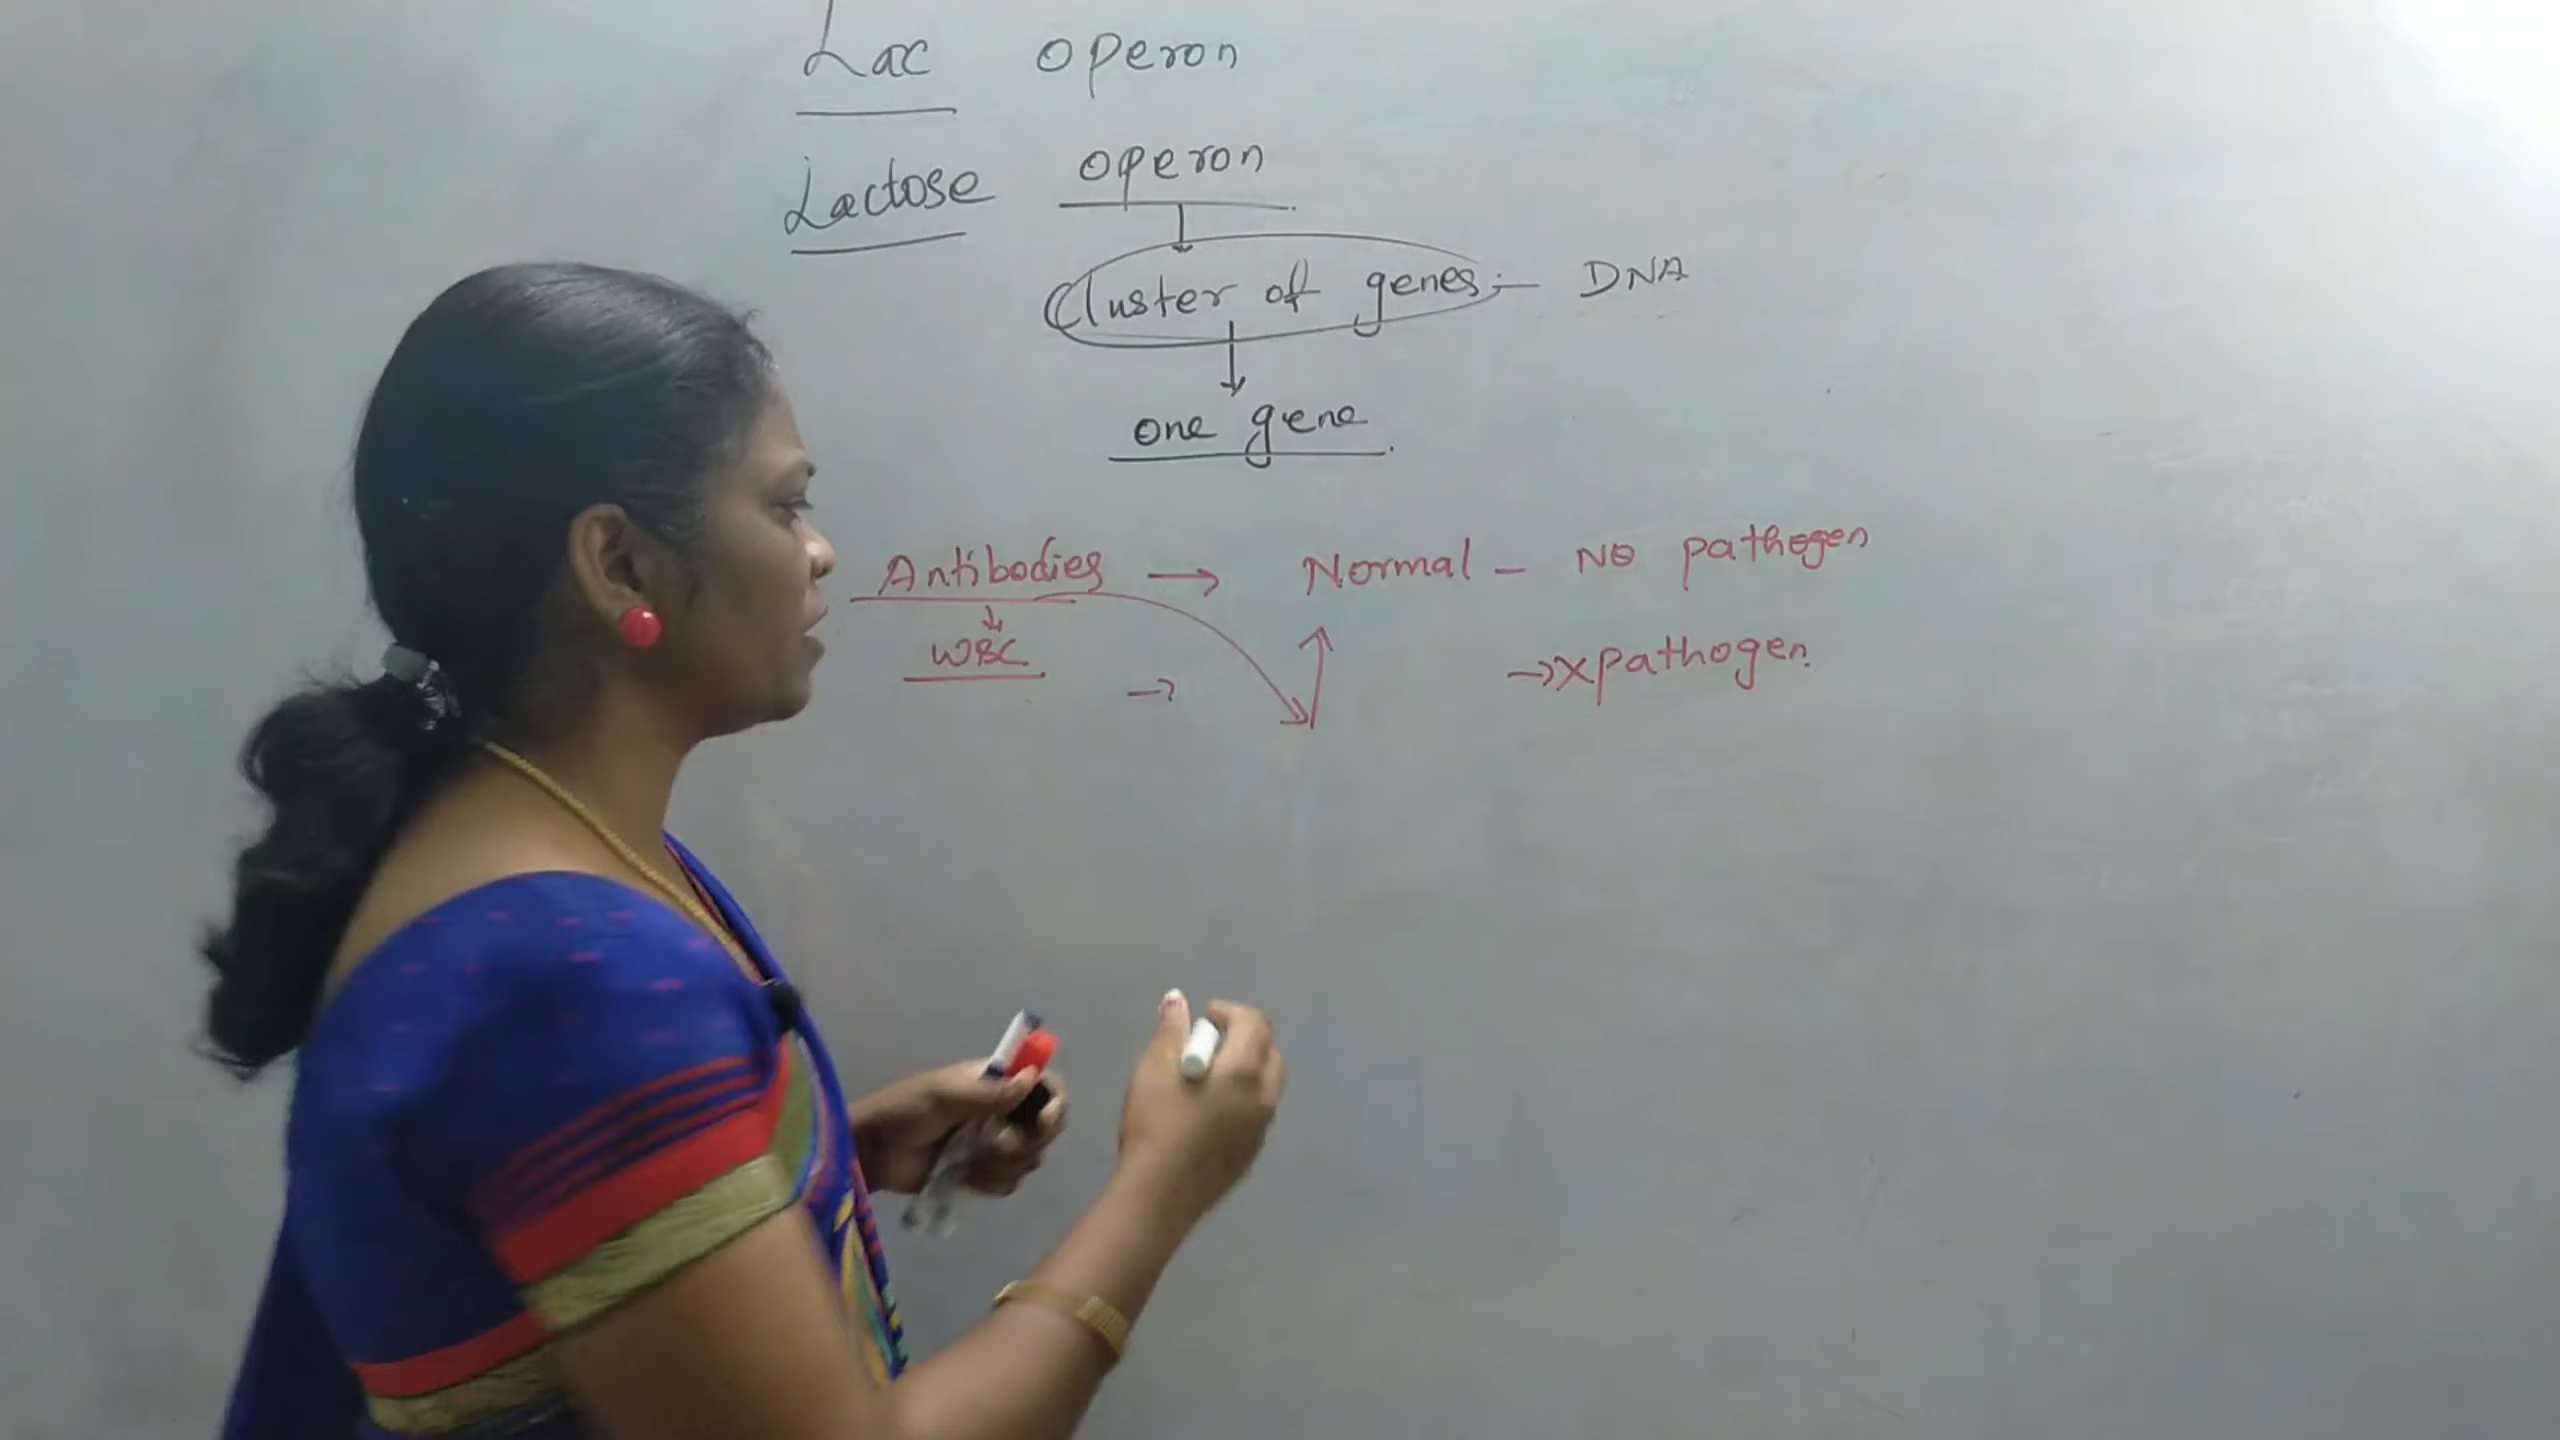 Lac operon
Lactose operon
Cluster of genes - DNA
one gene
Antibodies → Normal - NO pathogen
WBC → → x pathogen